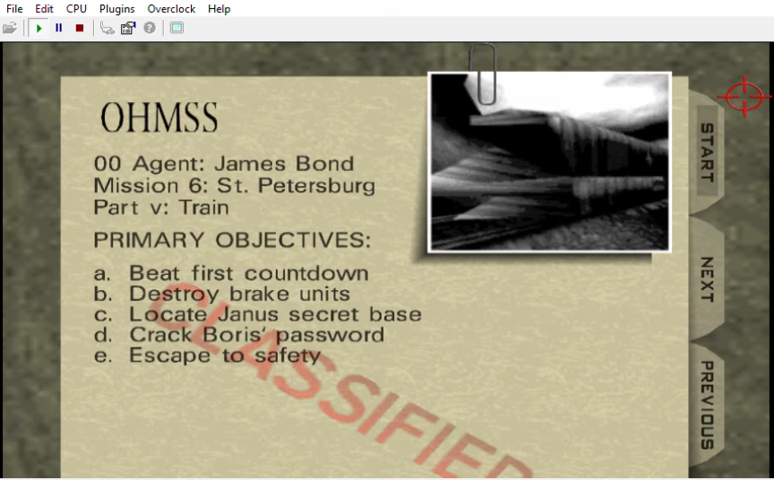 File Edit CPU Plugins Overclock Help
OHMSS
00 Agent: James Bond
Mission 6: St. Petersburg
Part v: Train
PRIMARY OBJECTIVES:
a. Beat first countdown
b. Destroy brake units
c. Locate Janus secret base
d. Crack Boris' password
e. Escape to safety
CLASSIFIED
START
NEXT
PREVIOUS